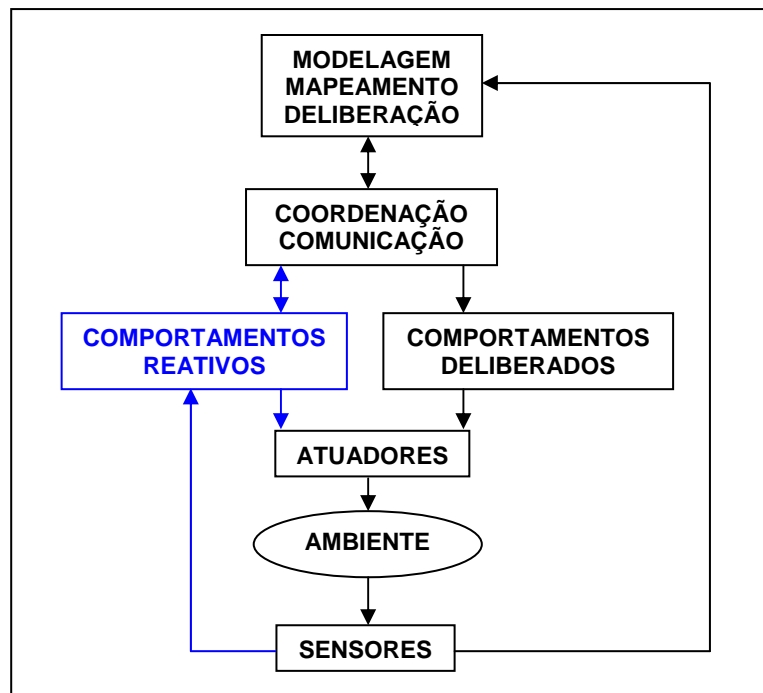 MODELAGEM
MAPEAMENTO
DELIBERAÇÃO
COORDENAÇÃO
COMUNICAÇÃO
COMPORTAMENTOS
REATIVOS
COMPORTAMENTOS
DELIBERADOS
ATUADORES
AMBIENTE
SENSORES